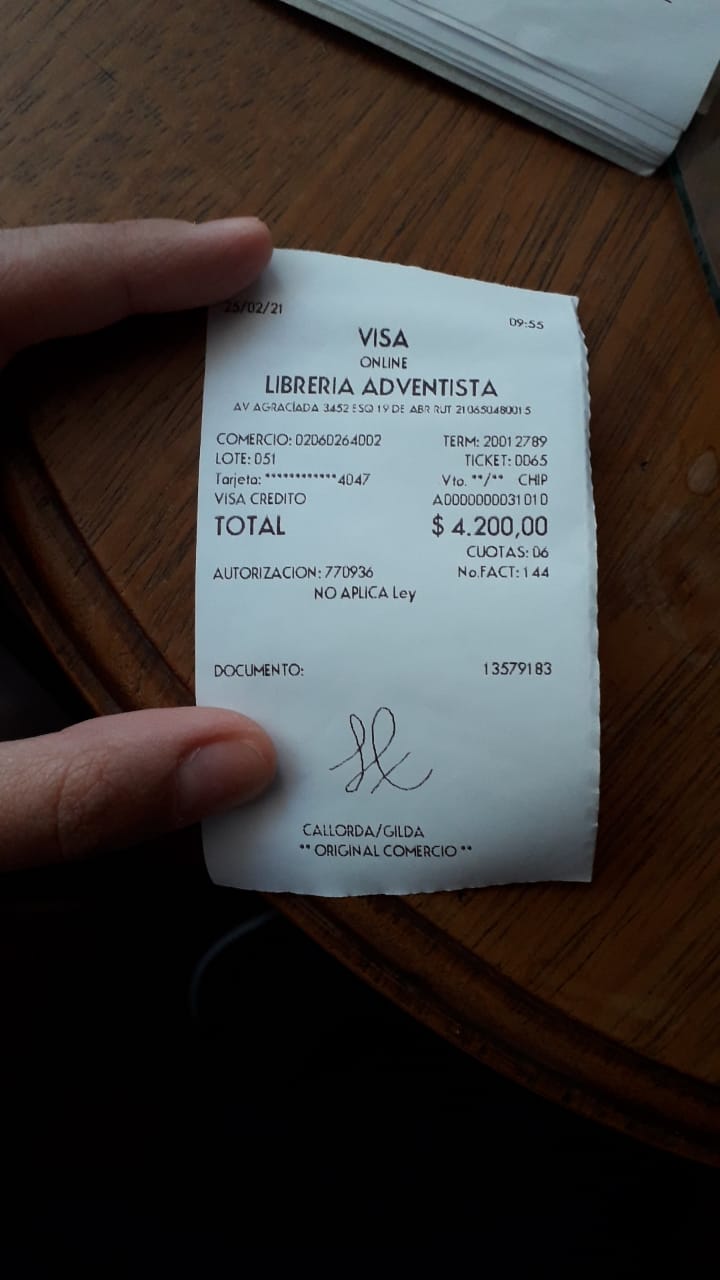 25/02/21 09:55
VISA
ONLINE
LIBRERIA ADVENTISTA
AV AGRACIADA 3452 ESQ 19 DE ABR RUT 210650480015
COMERCIO: 02060264002 TERM: 20012789
LOTE: 051 TICKET: 0065
Tarjeta: ************4047 Vto. **/** CHIP
VISA CREDITO A0000000031010
TOTAL $ 4.200,00
CUOTAS: 06
AUTORIZACION: 770936 No.FACT: 144
NO APLICA Ley
DOCUMENTO: 13579183
CALLORDA/GILDA
** ORIGINAL COMERCIO **